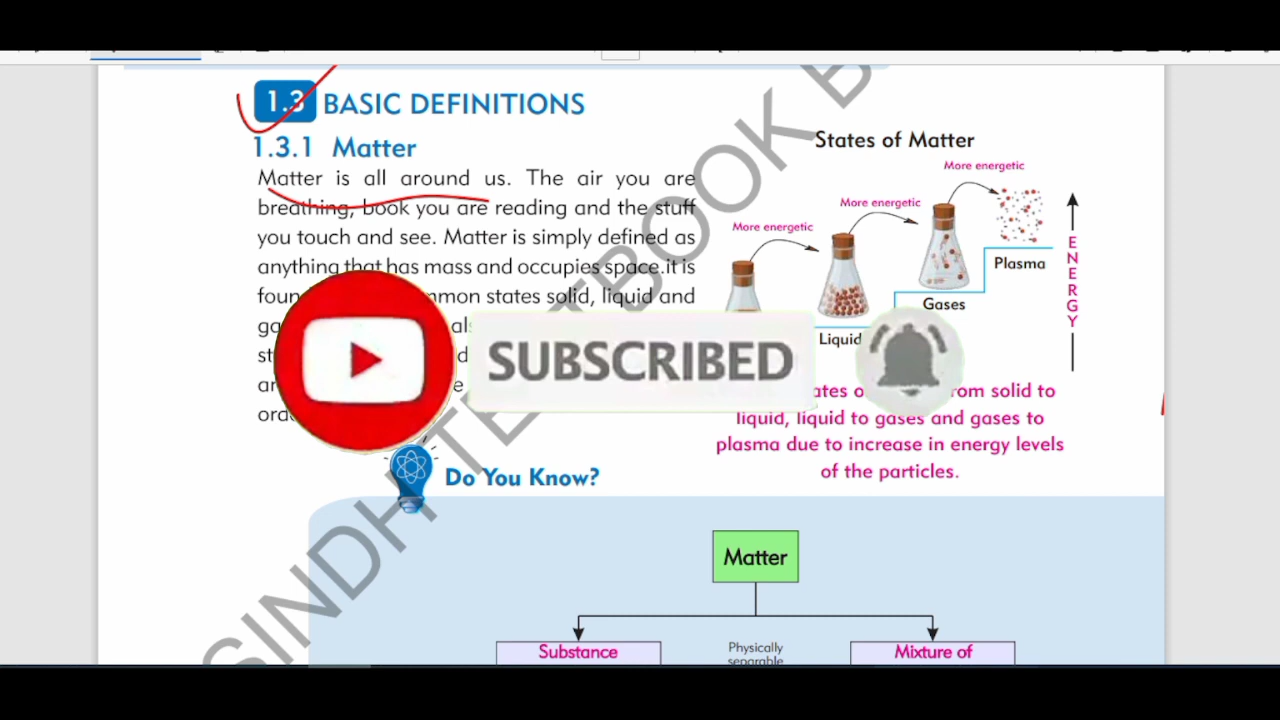 1.3 BASIC DEFINITIONS
1.3.1 Matter
Matter is all around us. The air you are
breathing, book you are reading and the stuff
you touch and see. Matter is simply defined as
anything that has mass and occupies space.it is
mmon states solid, liquid and
States of Matter
More energetic
More energetic
More energetic
Plasma
Gases
Liquid
ENERGY
SUBSCRIBED
ates o
rom solid to
liquid, liquid to gases and gases to
plasma due to increase in energy levels
of the particles.
Do You Know?
Matter
Substance
Physically
separable
Mixture of
SINDH TEXTBOOK B